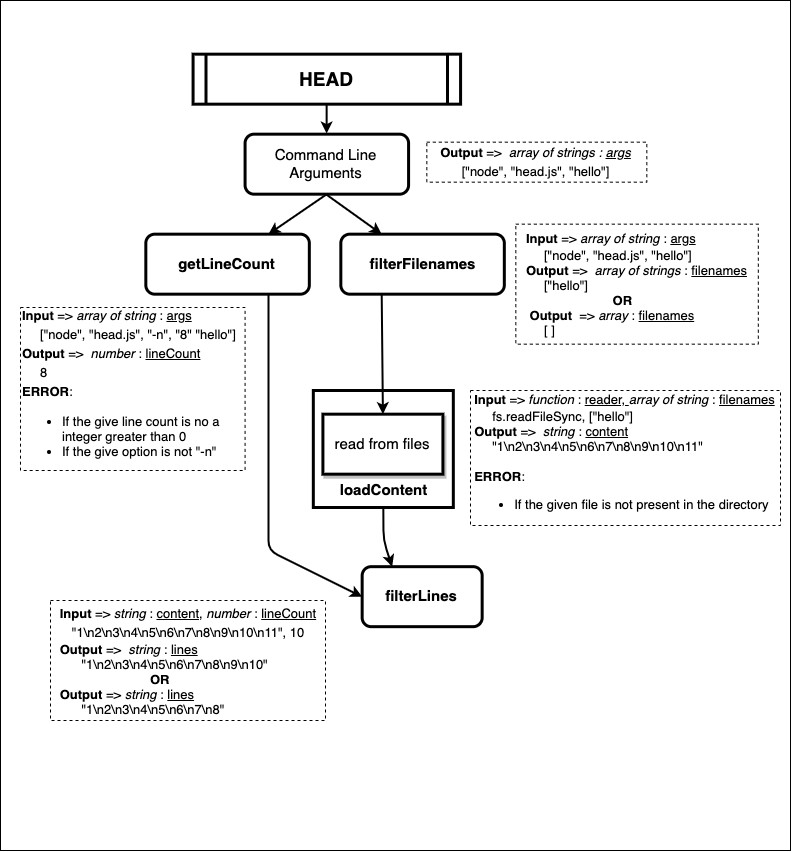 HEAD
Command Line
Arguments
Output => array of strings : args
["node", "head.js", "hello"]
getLineCount
filterFilenames
Input => array of string : args
["node", "head.js", "hello"]
Output => array of strings : filenames
["hello"]
OR
Output => array : filenames
[ ]
Input => array of string : args
["node", "head.js", "-n", "8" "hello"]
Output => number : lineCount
8
ERROR:
• If the give line count is no a
integer greater than 0
• If the give option is not "-n"
read from files
loadContent
Input => function : reader, array of string : filenames
fs.readFileSync, ["hello"]
Output => string : content
"1\n2\n3\n4\n5\n6\n7\n8\n9\n10\n11"
ERROR:
• If the given file is not present in the directory
filterLines
Input => string : content, number : lineCount
"1\n2\n3\n4\n5\n6\n7\n8\n9\n10\n11", 10
Output => string : lines
"1\n2\n3\n4\n5\n6\n7\n8\n9\n10"
OR
Output => string : lines
"1\n2\n3\n4\n5\n6\n7\n8"